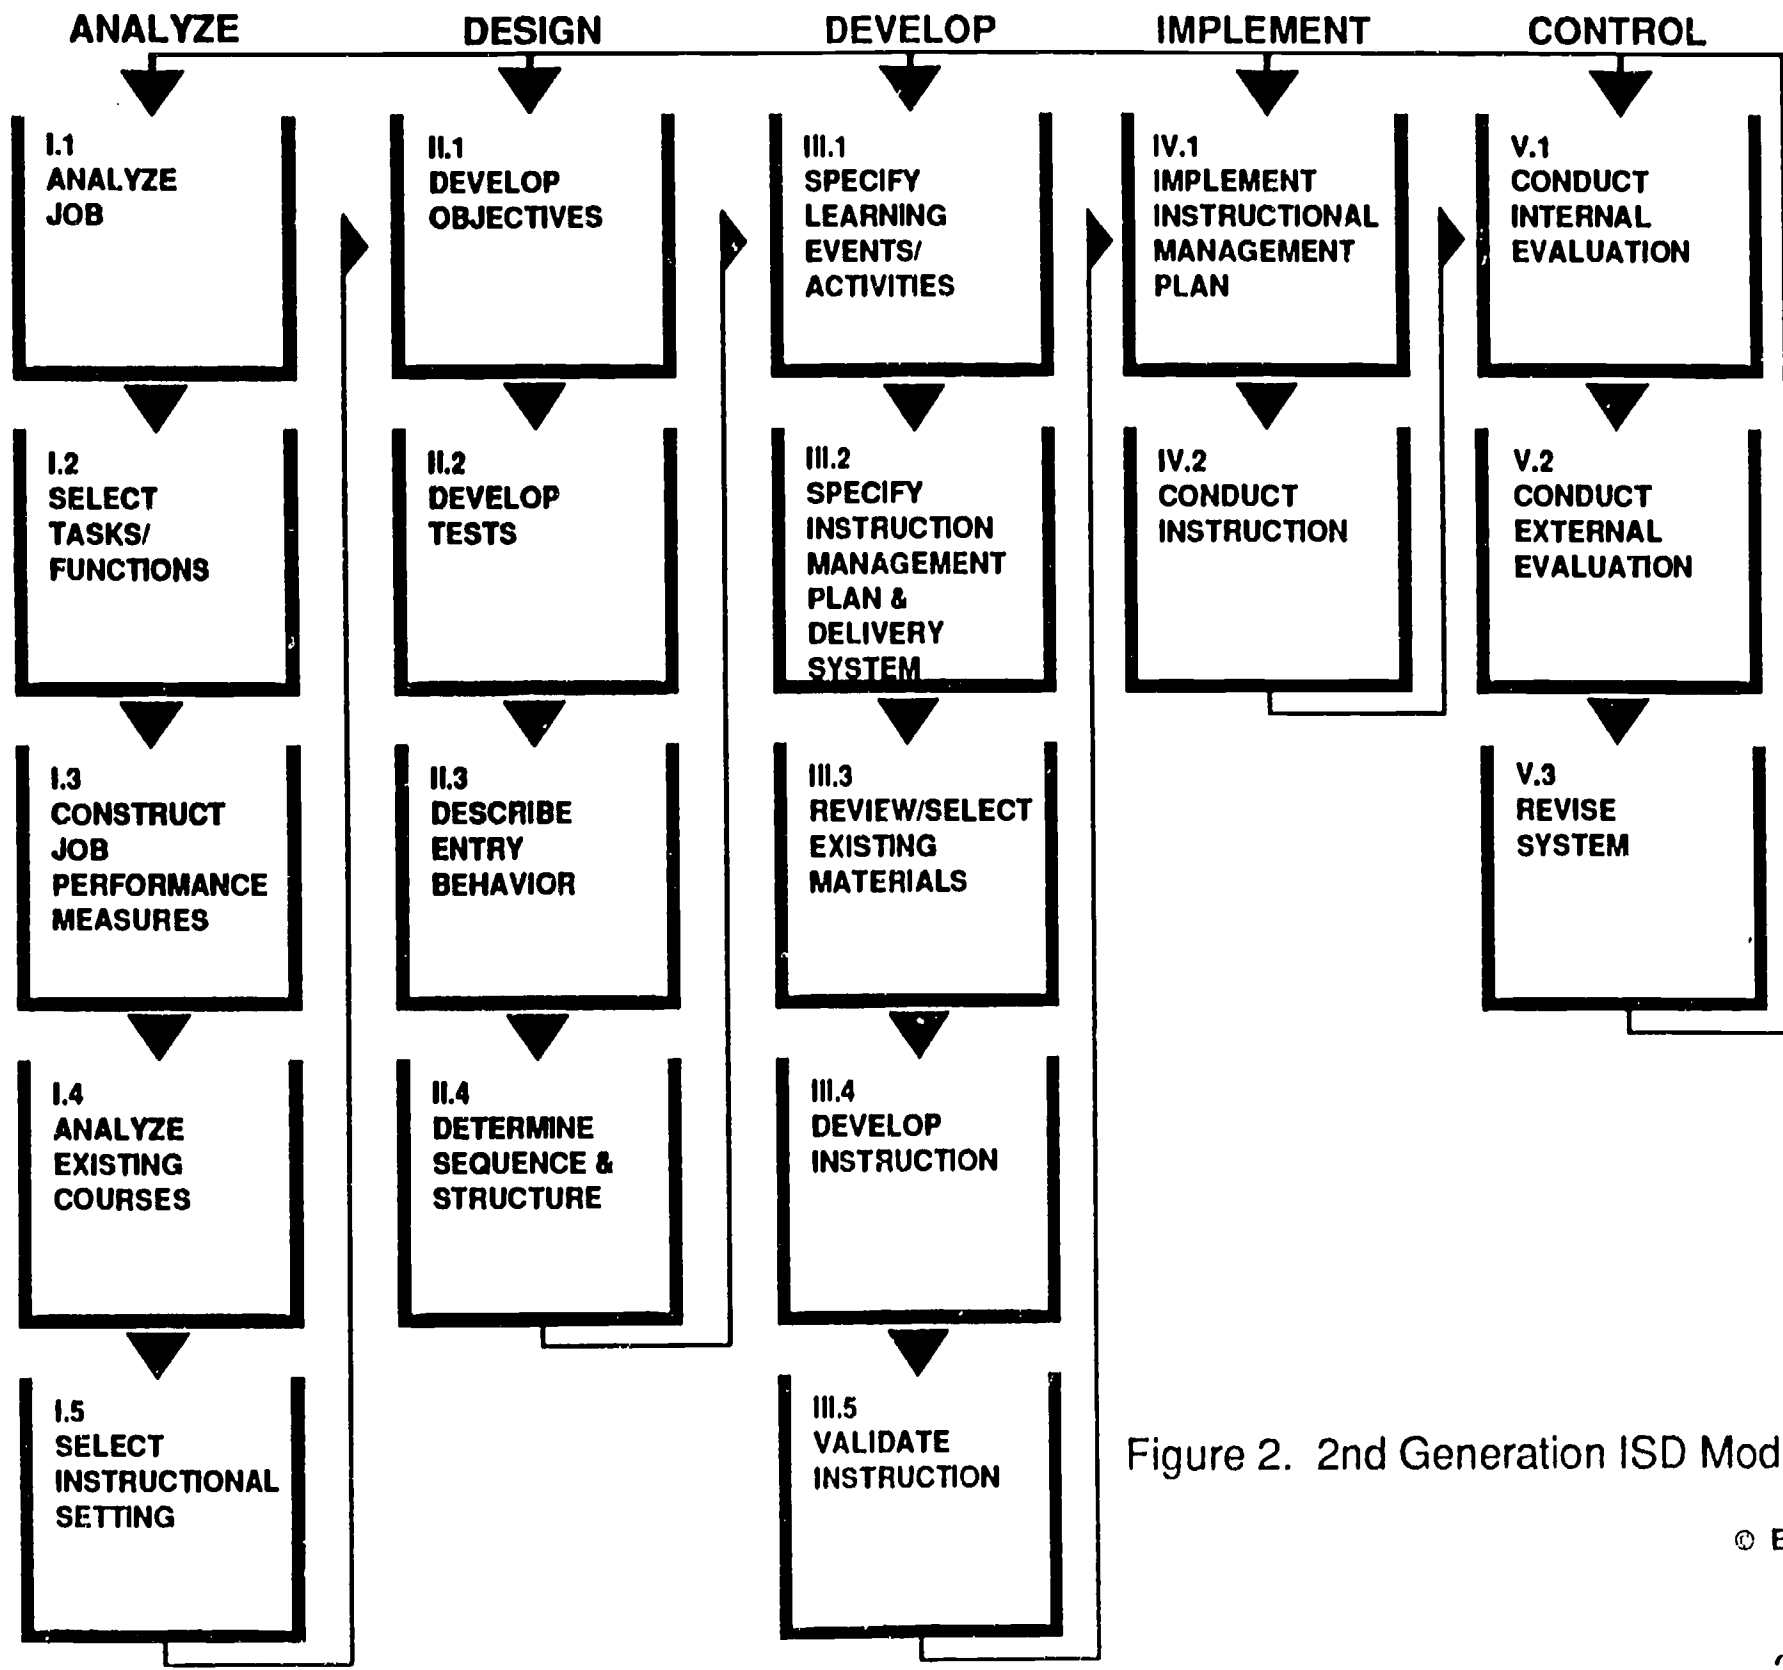 ANALYZE
DESIGN
DEVELOP
IMPLEMENT
CONTROL
I.1
ANALYZE
JOB
I.2
SELECT
TASKS/
FUNCTIONS
I.3
CONSTRUCT
JOB
PERFORMANCE
MEASURES
I.4
ANALYZE
EXISTING
COURSES
I.5
SELECT
INSTRUCTIONAL
SETTING
II.1
DEVELOP
OBJECTIVES
II.2
DEVELOP
TESTS
II.3
DESCRIBE
ENTRY
BEHAVIOR
II.4
DETERMINE
SEQUENCE &
STRUCTURE
III.1
SPECIFY
LEARNING
EVENTS/
ACTIVITIES
III.2
SPECIFY
INSTRUCTION
MANAGEMENT
PLAN &
DELIVERY
SYSTEM
III.3
REVIEW/SELECT
EXISTING
MATERIALS
III.4
DEVELOP
INSTRUCTION
III.5
VALIDATE
INSTRUCTION
IV.1
IMPLEMENT
INSTRUCTIONAL
MANAGEMENT
PLAN
IV.2
CONDUCT
INSTRUCTION
V.1
CONDUCT
INTERNAL
EVALUATION
V.2
CONDUCT
EXTERNAL
EVALUATION
V.3
REVISE
SYSTEM
Figure 2. 2nd Generation ISD Mod
©